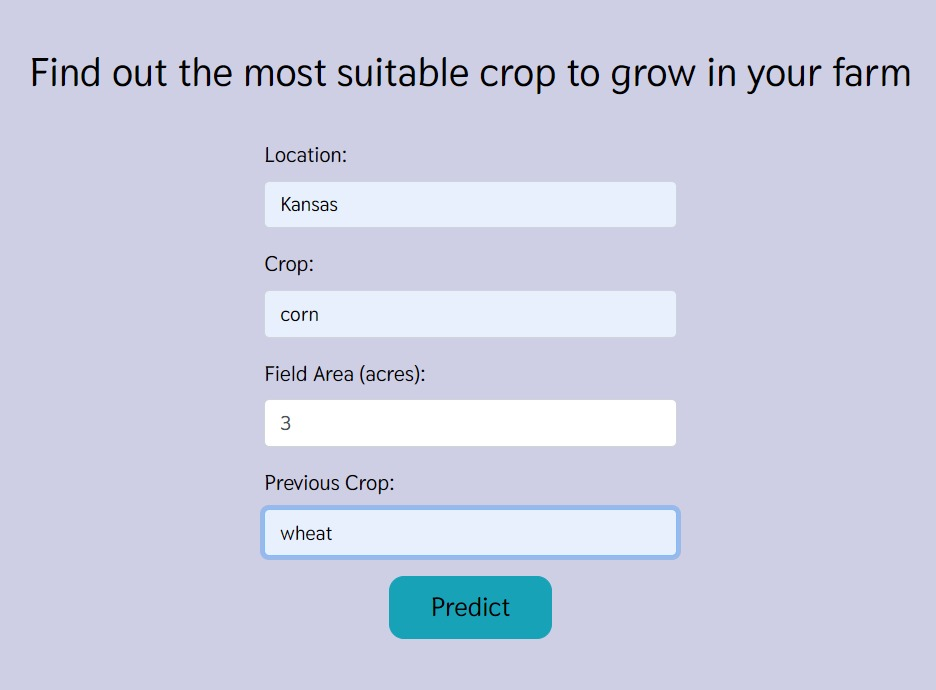 Find out the most suitable crop to grow in your farm
Location:
Kansas
Crop:
corn
Field Area (acres):
3
Previous Crop:
wheat
Predict